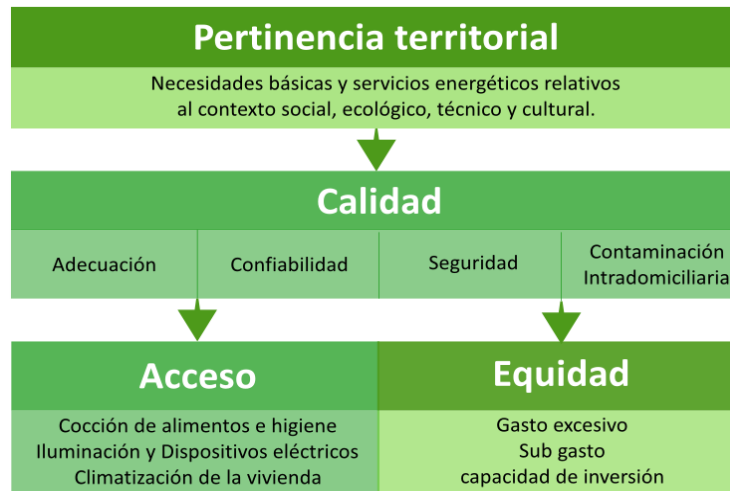 Pertinencia territorial
Necesidades básicas y servicios energéticos relativos
al contexto social, ecológico, técnico y cultural.
Calidad
Adecuación
Confiabilidad
Seguridad
Contaminación
Intradomiciliaria
Acceso
Cocción de alimentos e higiene
Iluminación y Dispositivos eléctricos
Climatización de la vivienda
Equidad
Gasto excesivo
Sub gasto
capacidad de inversión